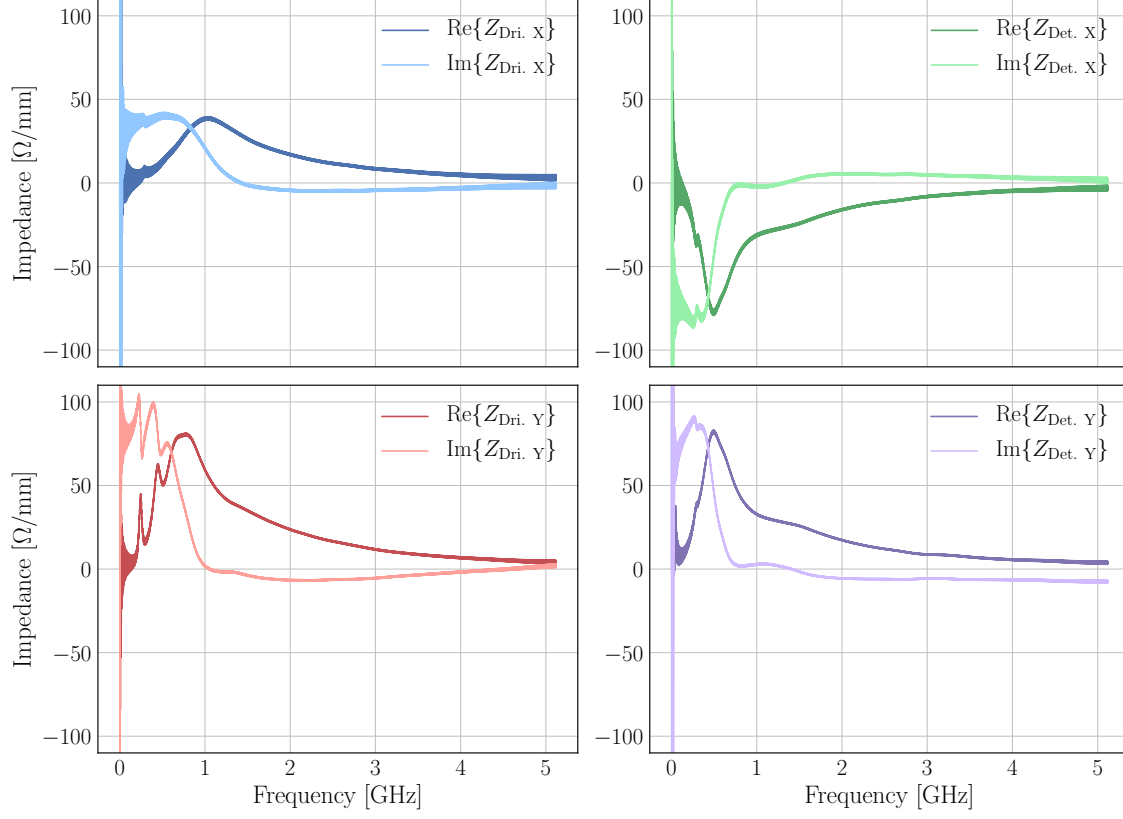 Impedance [Ω/mm]
100
50
0
−50
−100
Re{Z_Dri. X}
Im{Z_Dri. X}
100
50
0
−50
−100
Re{Z_Det. X}
Im{Z_Det. X}
Impedance [Ω/mm]
100
50
0
−50
−100
Re{Z_Dri. Y}
Im{Z_Dri. Y}
0 1 2 3 4 5
Frequency [GHz]
100
50
0
−50
−100
Re{Z_Det. Y}
Im{Z_Det. Y}
0 1 2 3 4 5
Frequency [GHz]